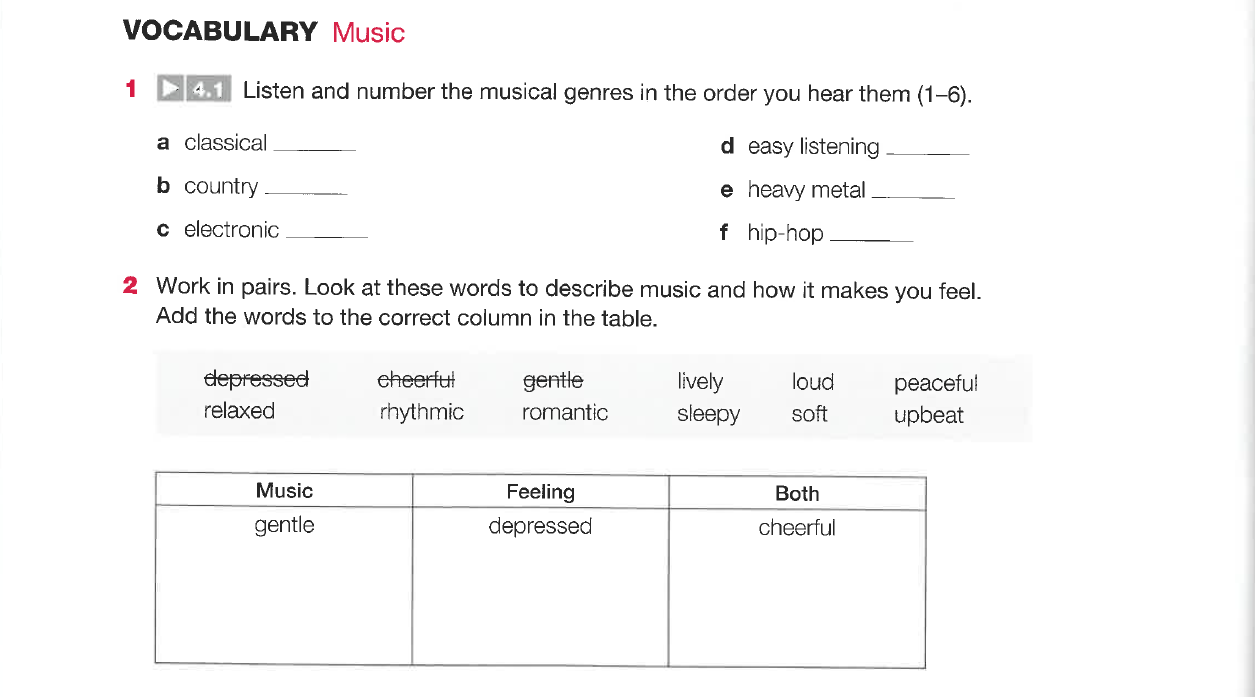 VOCABULARY Music
1 4.1 Listen and number the musical genres in the order you hear them (1–6).
a classical ______
b country ______
c electronic ______
d easy listening ______
e heavy metal ______
f hip-hop ______
2 Work in pairs. Look at these words to describe music and how it makes you feel.
Add the words to the correct column in the table.
depressed cheerful gentle lively loud peaceful
relaxed rhythmic romantic sleepy soft upbeat
Music Feeling Both
gentle depressed cheerful